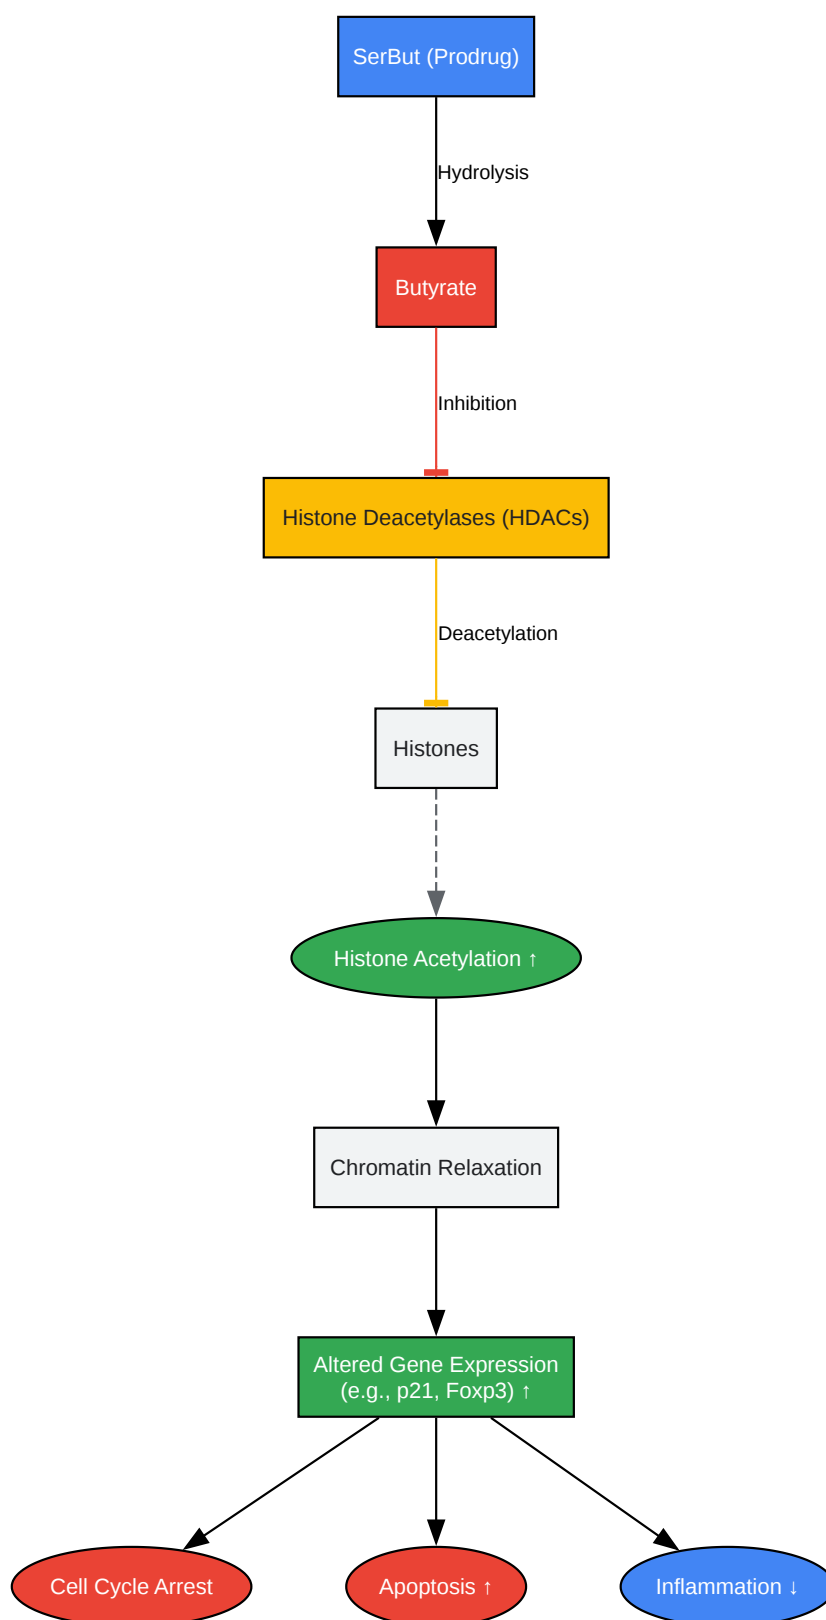 SerBut (Prodrug)
Hydrolysis
Butyrate
Inhibition
Histone Deacetylases (HDACs)
Deacetylation
Histones
Histone Acetylation ↑
Chromatin Relaxation
Altered Gene Expression
(e.g., p21, Foxp3) ↑
Cell Cycle Arrest
Apoptosis ↑
Inflammation ↓